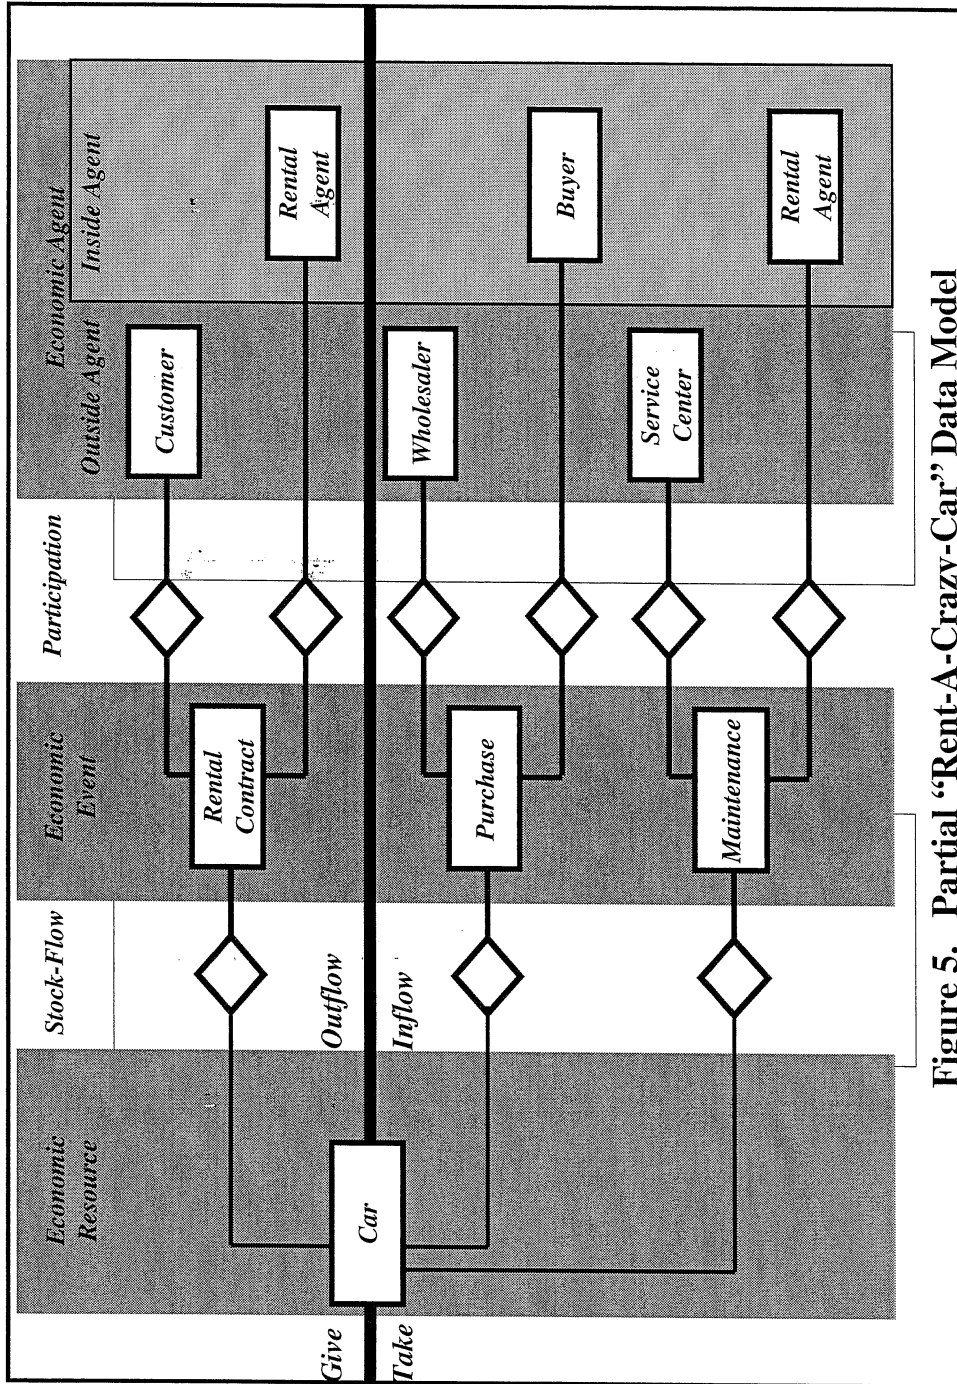 Economic
Resource
Stock-Flow
Economic
Event
Participation
Economic Agent
Outside Agent
Inside Agent
Customer
Rental
Agent
Rental
Contract
Give
Outflow
Car
Take
Inflow
Wholesaler
Purchase
Buyer
Service
Center
Maintenance
Rental
Agent
Figure 5. Partial “Rent-A-Crazy-Car” Data Model